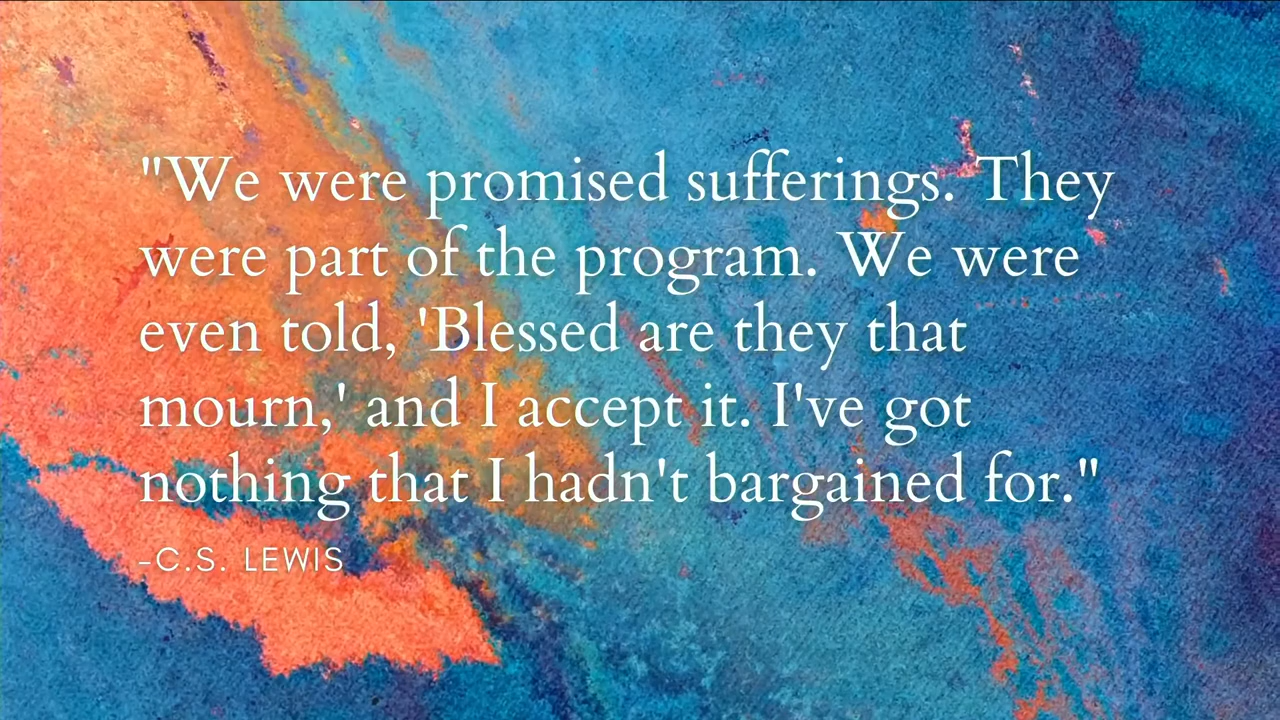 "We were promised sufferings. They
were part of the program. We were
even told, 'Blessed are they that
mourn,' and I accept it. I've got
nothing that I hadn't bargained for."
-C.S. LEWIS